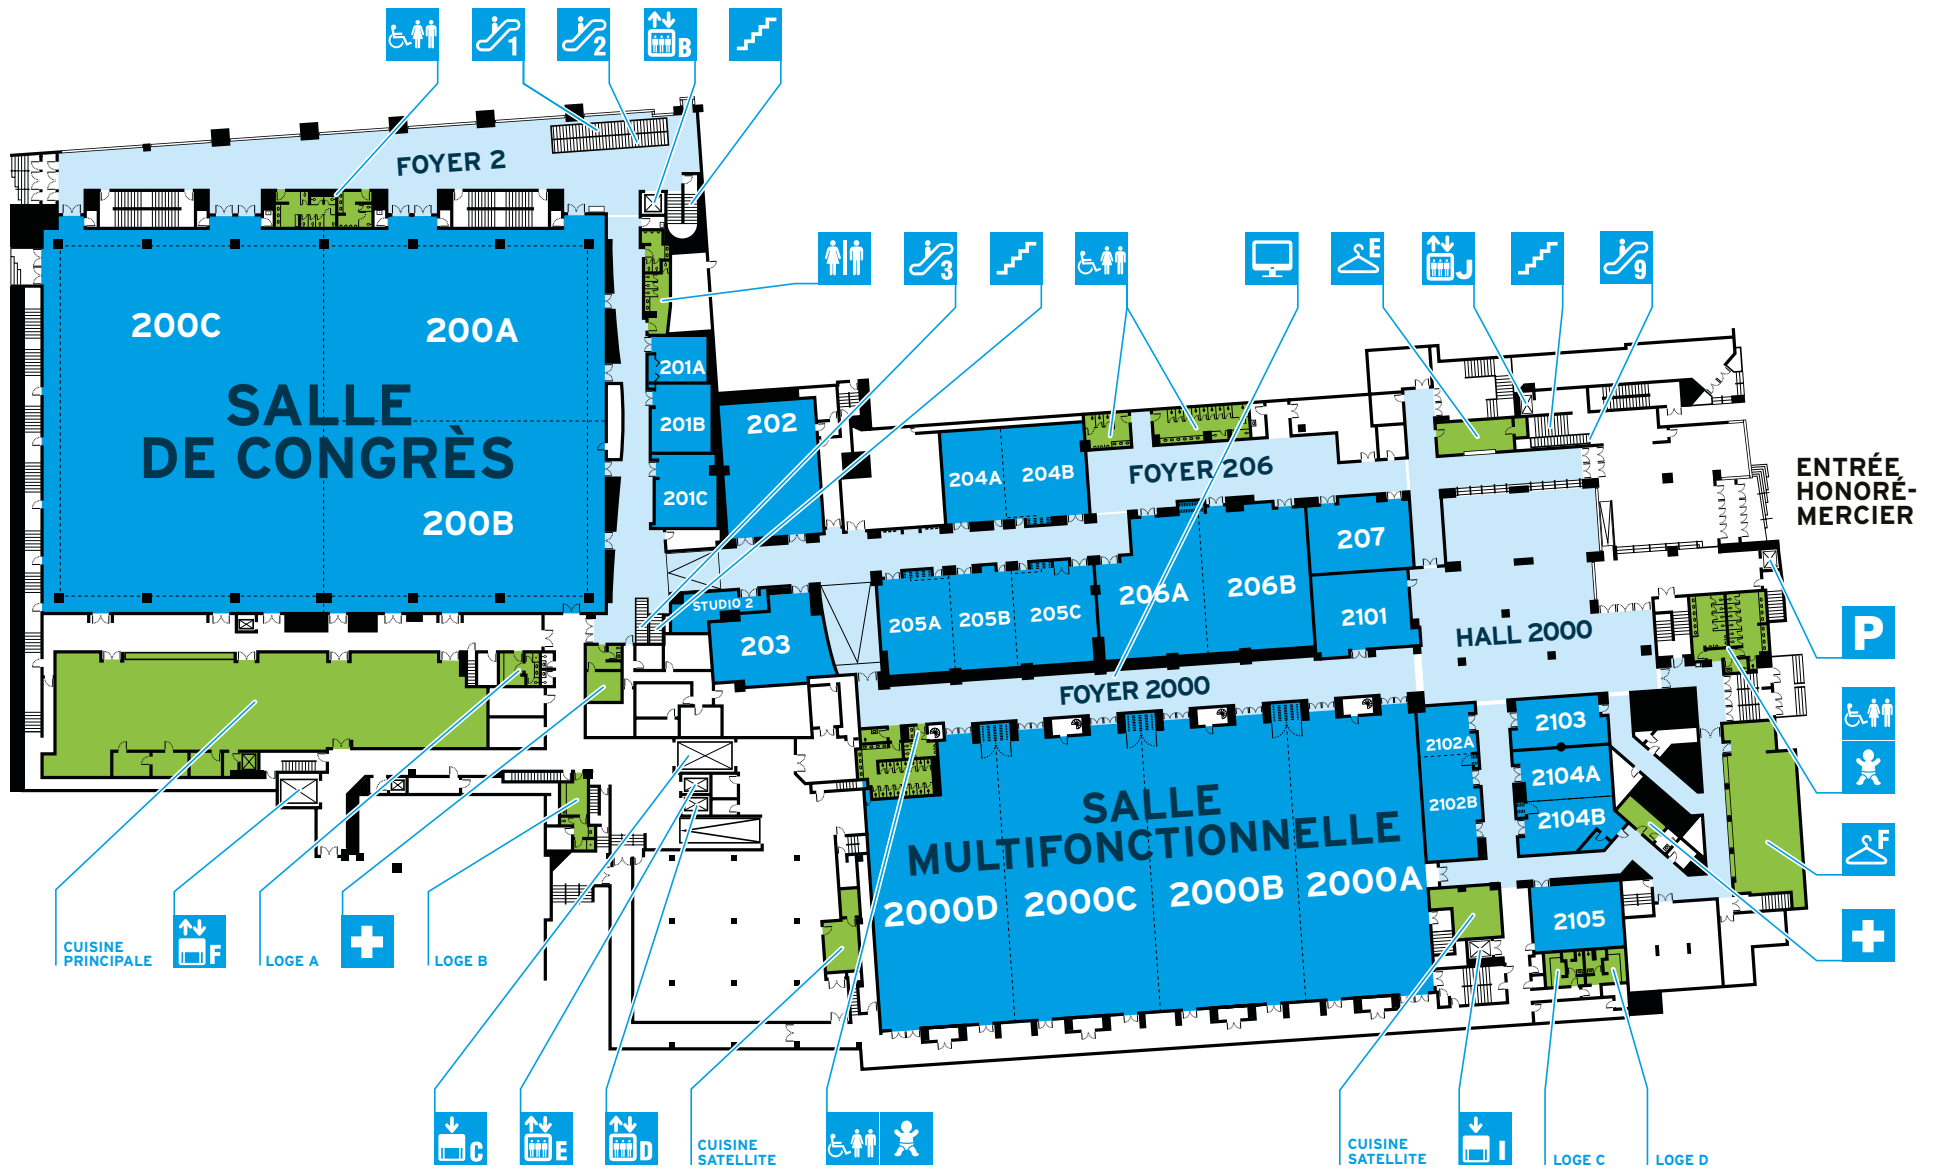 1
2
B
FOYER 2
3
E
J
9
200C
200A
SALLE
DE CONGRÈS
200B
201A
201B
201C
202
204A
204B
FOYER 206
ENTRÉE
HONORÉ-
MERCIER
207
206A
206B
2101
205A
205B
205C
STUDIO 2
203
HALL 2000
P
FOYER 2000
2102A
2102B
2103
2104A
2104B
SALLE
MULTIFONCTIONNELLE
2000D
2000C
2000B
2000A
2105
F
CUISINE
PRINCIPALE
F
LOGE A
LOGE B
C
E
D
CUISINE
SATELLITE
CUISINE
SATELLITE
I
LOGE C
LOGE D